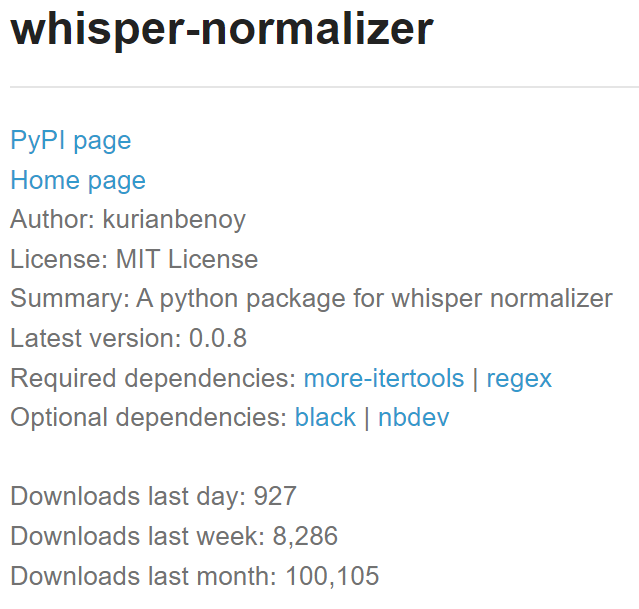 whisper-normalizer
PyPI page
Home page
Author: kurianbenoy
License: MIT License
Summary: A python package for whisper normalizer
Latest version: 0.0.8
Required dependencies: more-itertools | regex
Optional dependencies: black | nbdev
Downloads last day: 927
Downloads last week: 8,286
Downloads last month: 100,105